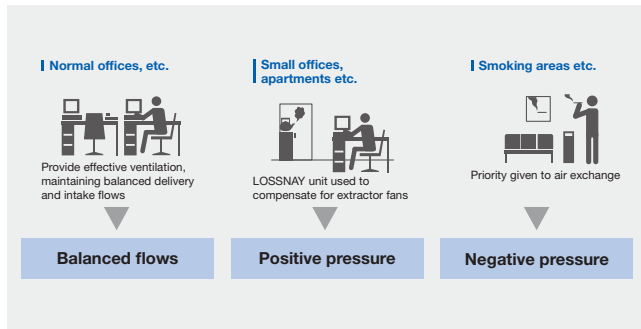 Normal offices, etc.
Provide effective ventilation,
maintaining balanced delivery
and intake flows
Balanced flows
Small offices,
apartments etc.
LOSSNAY unit used to
compensate for extractor fans
Positive pressure
Smoking areas etc.
Priority given to air exchange
Negative pressure